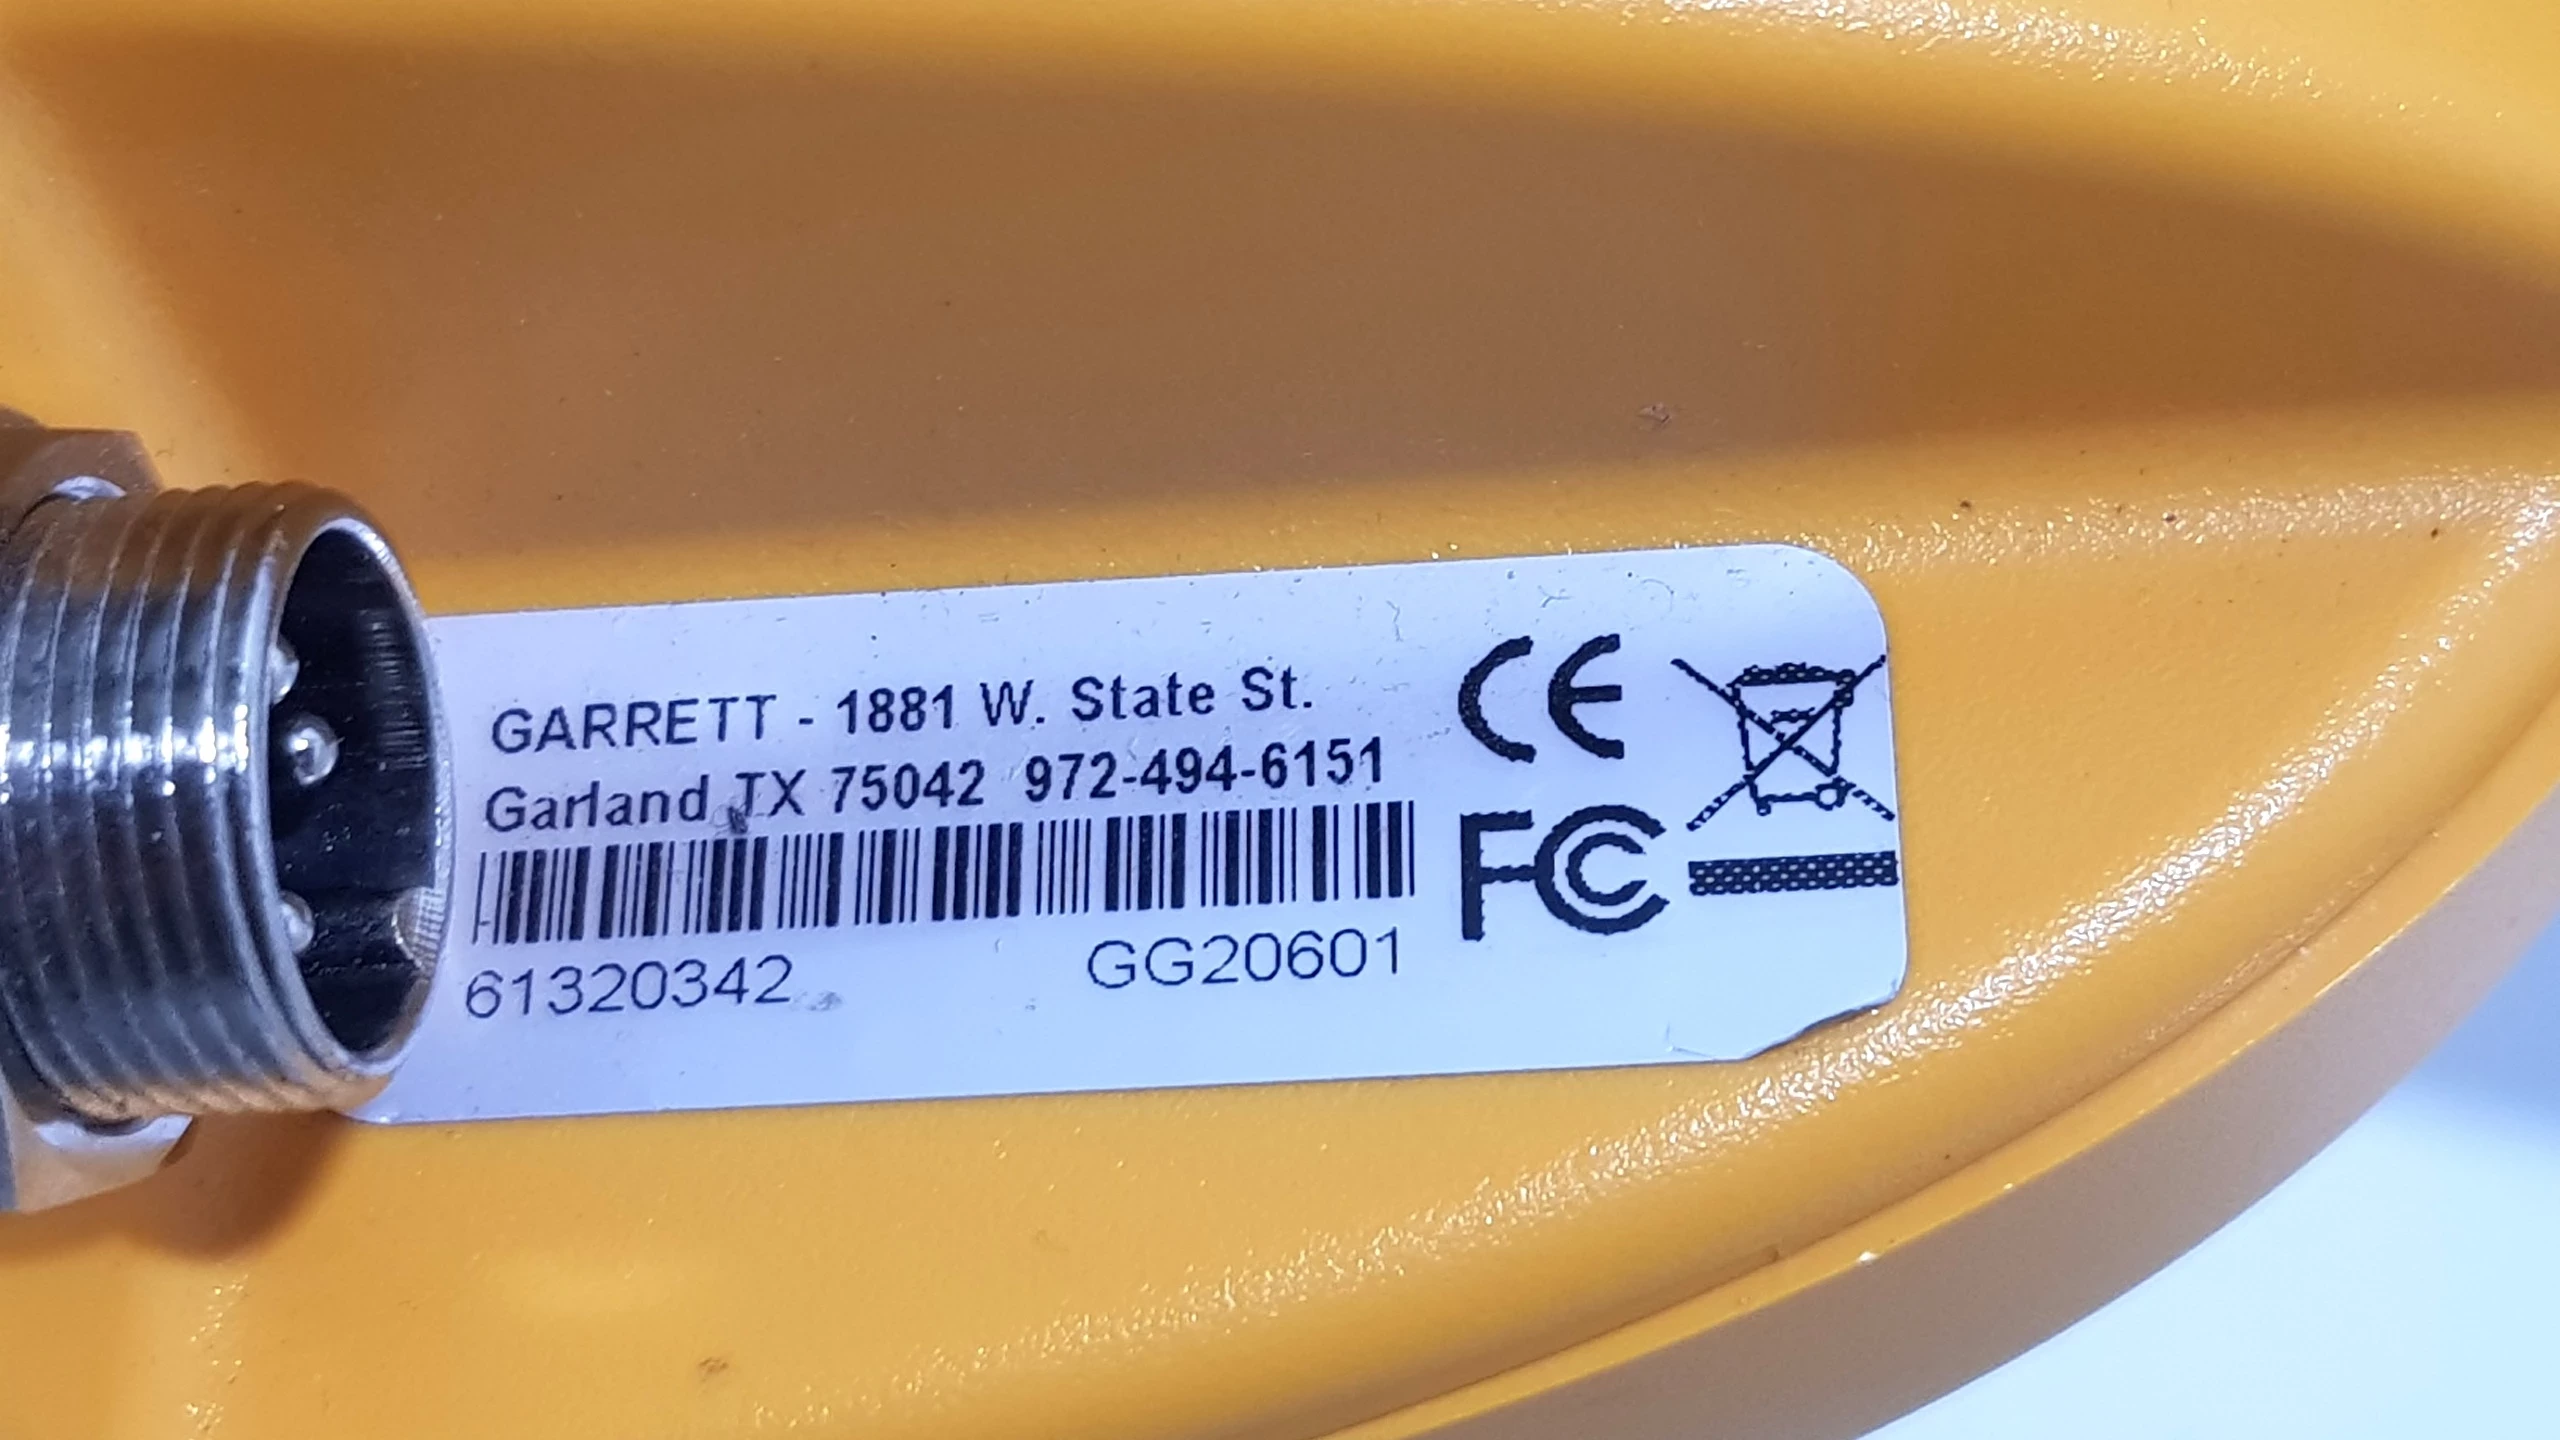 GARRETT - 1881 W. State St.
Garland TX 75042 972-494-6151
61320342 GG20601
CE
FC